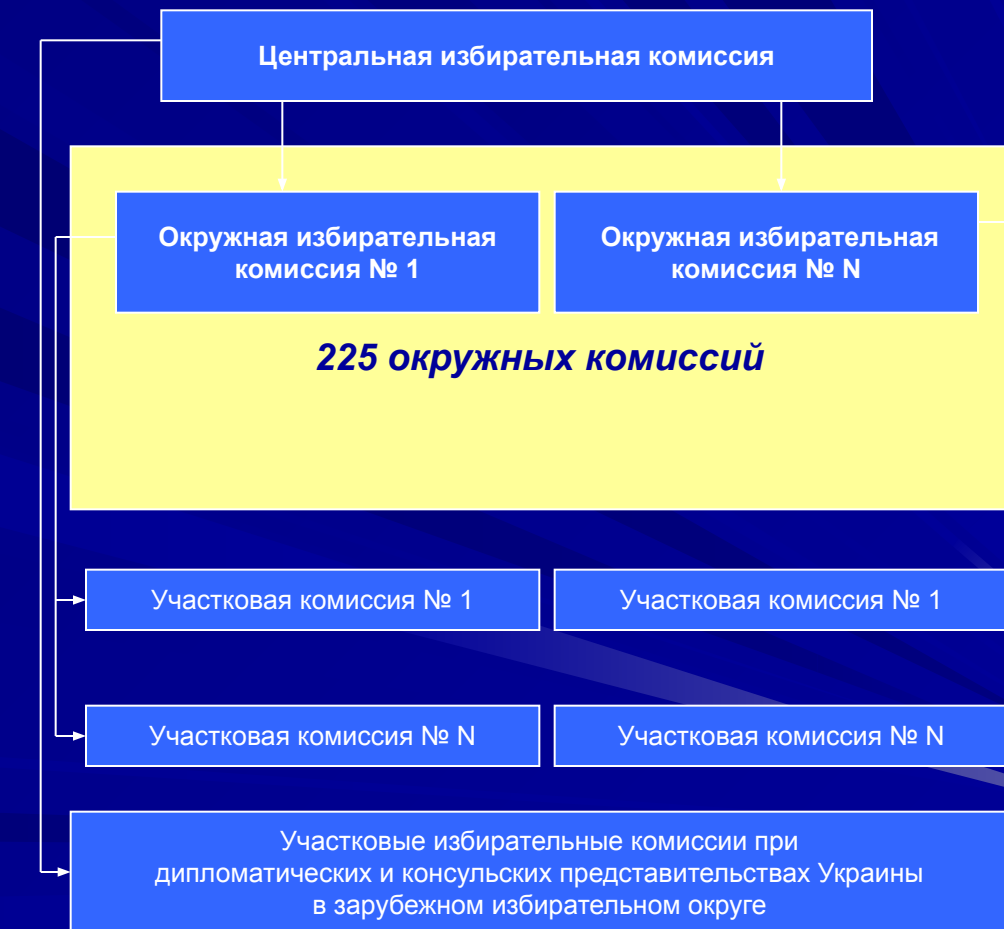 Центральная избирательная комиссия
Окружная избирательная
комиссия № 1
Окружная избирательная
комиссия № N
225 окружных комиссий
Участковая комиссия № 1
Участковая комиссия № 1
Участковая комиссия № N
Участковая комиссия № N
Участковые избирательные комиссии при
дипломатических и консульских представительствах Украины
в зарубежном избирательном округе